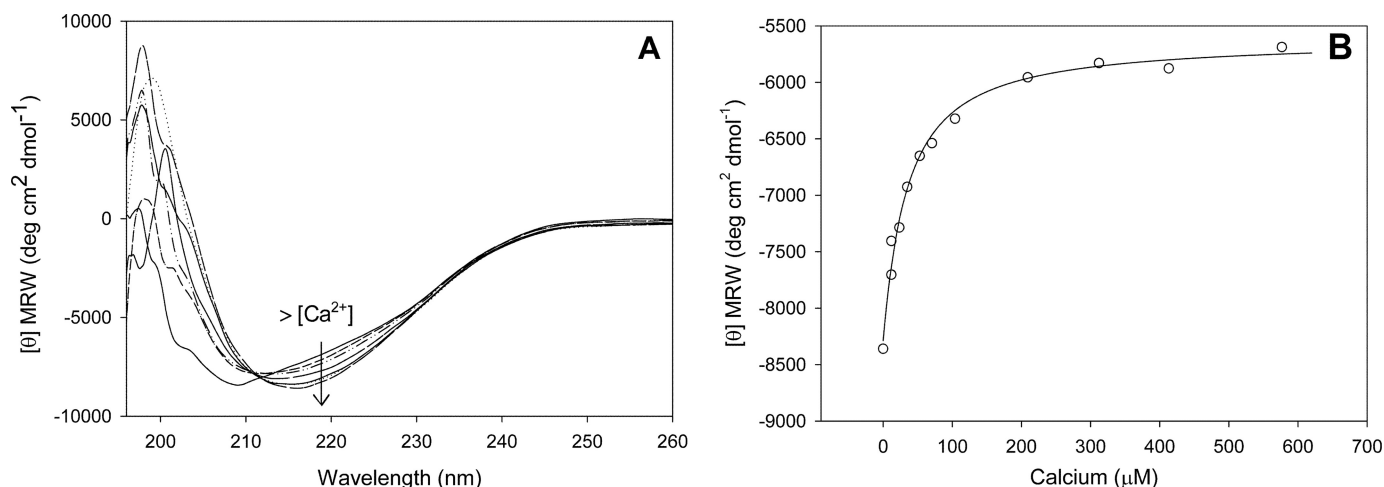 A
10000
5000
0
-5000
-10000
[θ] MRW (deg cm² dmol⁻¹)
> [Ca²⁺]
200 210 220 230 240 250 260
Wavelength (nm)
B
-5500
-6000
-6500
-7000
-7500
-8000
-8500
-9000
[θ] MRW (deg cm² dmol⁻¹)
0 100 200 300 400 500 600 700
Calcium (μM)